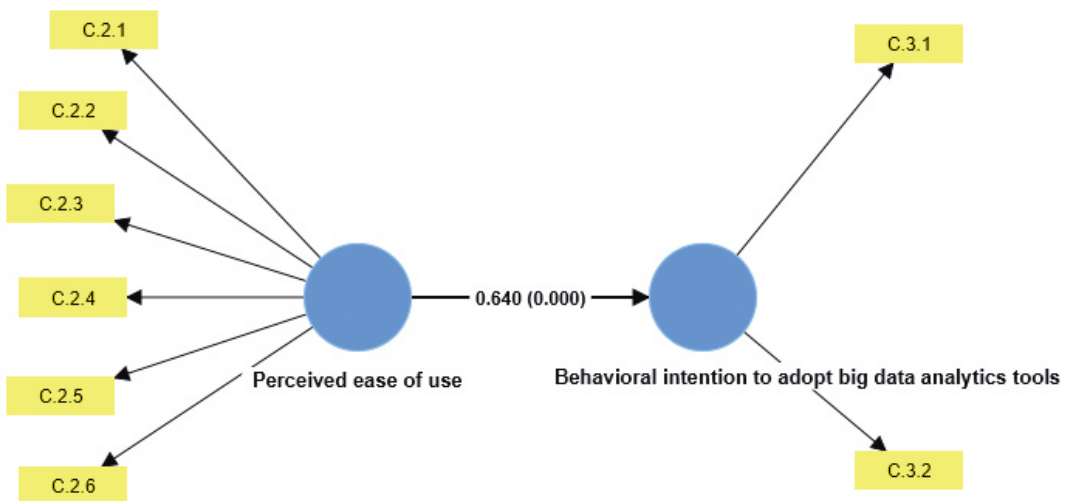 C.2.1
C.2.2
C.2.3
C.2.4
C.2.5
C.2.6
Perceived ease of use
0.640 (0.000)
Behavioral intention to adopt big data analytics tools
C.3.1
C.3.2